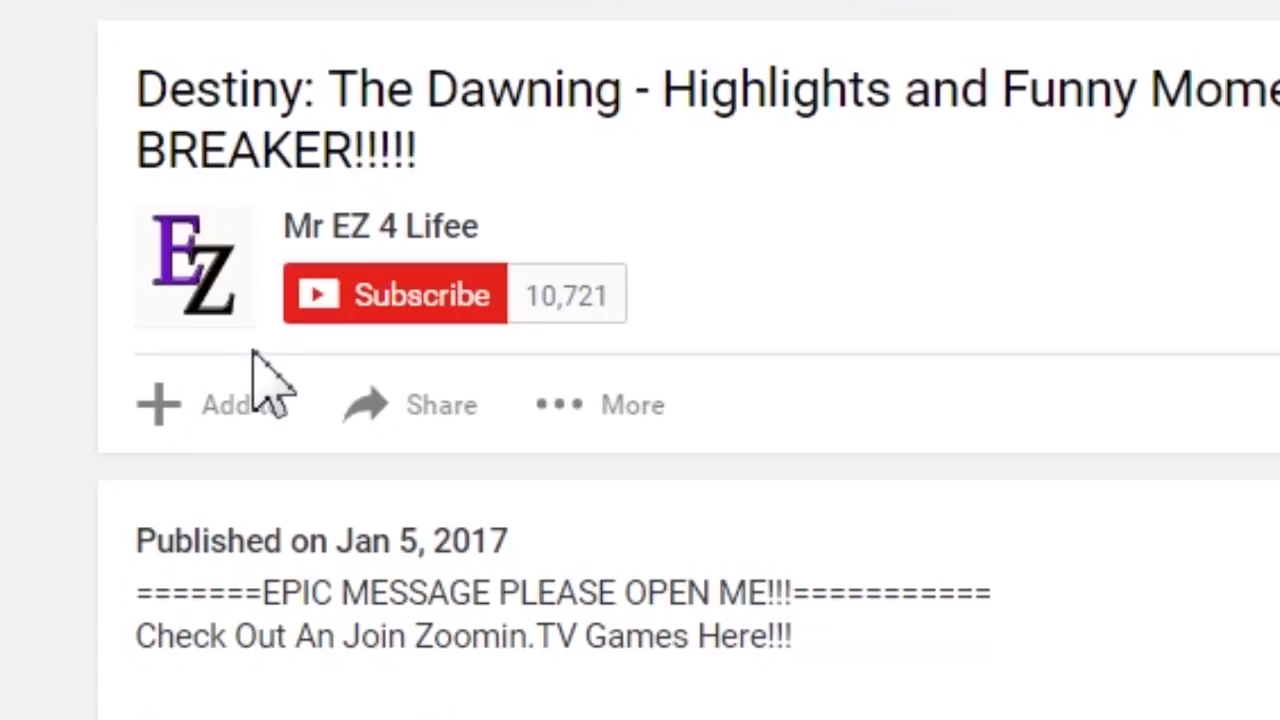 Destiny: The Dawning - Highlights and Funny Mome
BREAKER!!!!!
EZ
Mr EZ 4 Lifee
Subscribe 10,721
Add Share More
Published on Jan 5, 2017
=======EPIC MESSAGE PLEASE OPEN ME!!!===========
Check Out An Join Zoomin.TV Games Here!!!